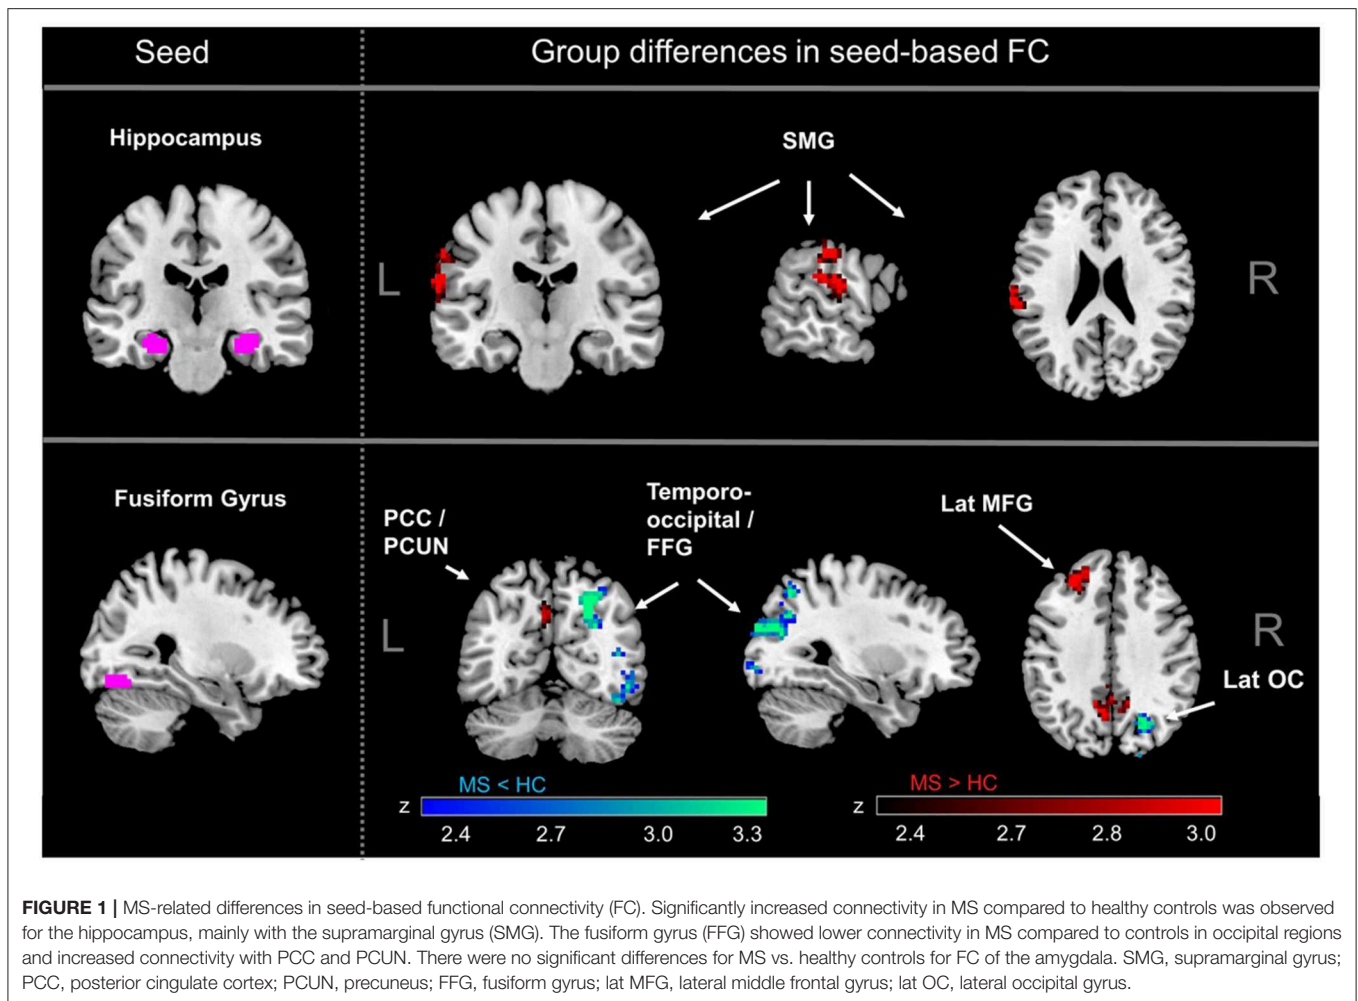 Seed
Group differences in seed-based FC
Hippocampus
SMG
L
R
Fusiform Gyrus
PCC /
PCUN
Temporo-
occipital /
FFG
Lat MFG
L
R
Lat OC
MS < HC
z
2.4 2.7 3.0 3.3
MS > HC
z
2.4 2.7 2.8 3.0
FIGURE 1 | MS-related differences in seed-based functional connectivity (FC). Significantly increased connectivity in MS compared to healthy controls was observed
for the hippocampus, mainly with the supramarginal gyrus (SMG). The fusiform gyrus (FFG) showed lower connectivity in MS compared to controls in occipital regions
and increased connectivity with PCC and PCUN. There were no significant differences for MS vs. healthy controls for FC of the amygdala. SMG, supramarginal gyrus;
PCC, posterior cingulate cortex; PCUN, precuneus; FFG, fusiform gyrus; lat MFG, lateral middle frontal gyrus; lat OC, lateral occipital gyrus.